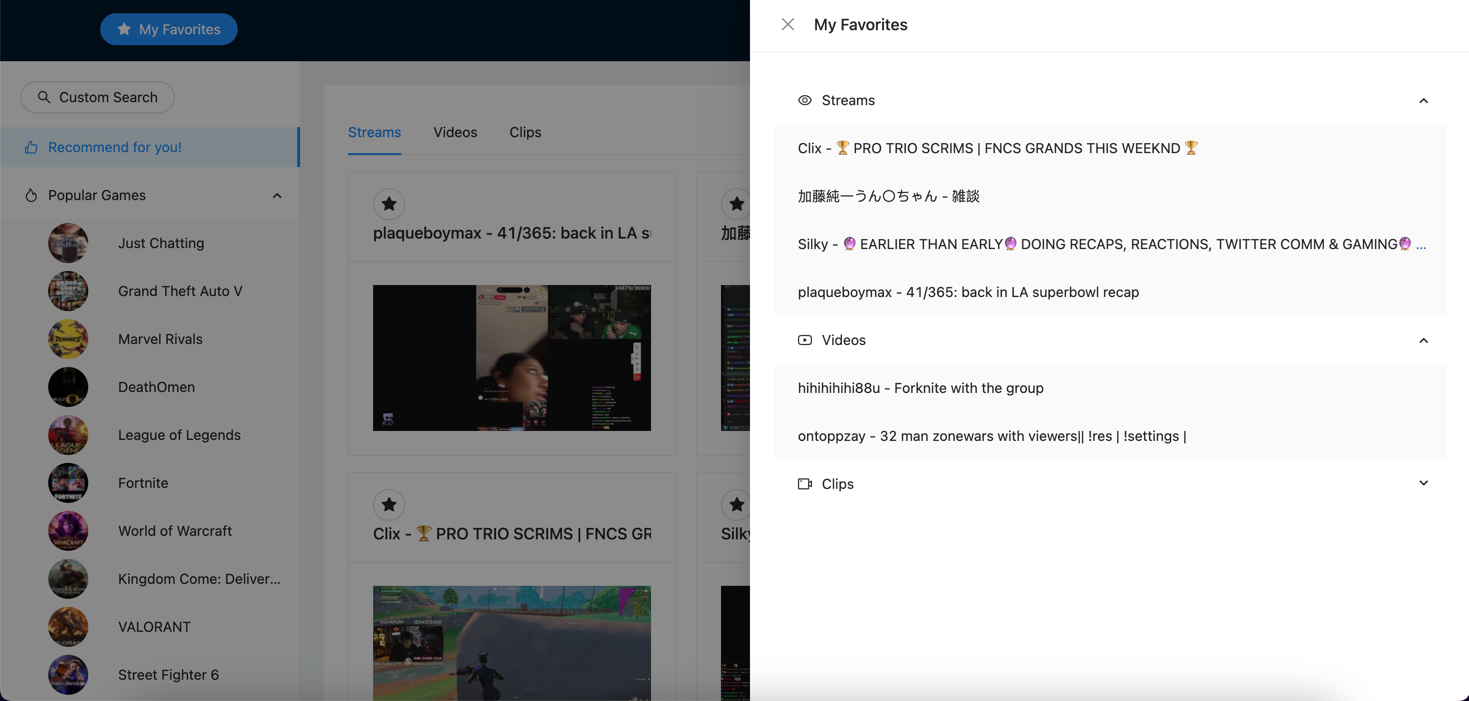 My Favorites
Custom Search
Recommend for you!
Popular Games
Just Chatting
Grand Theft Auto V
Marvel Rivals
DeathOmen
League of Legends
Fortnite
World of Warcraft
Kingdom Come: Deliver...
VALORANT
Street Fighter 6
Streams Videos Clips
plaqueboymax - 41/365: back in LA s
加藤
Clix - 🏆 PRO TRIO SCRIMS | FNCS GR
Silky
My Favorites
Streams
Clix - 🏆 PRO TRIO SCRIMS | FNCS GRANDS THIS WEEKND 🏆
加藤純一うん〇ちゃん - 雑談
Silky - 🔮 EARLIER THAN EARLY🔮 DOING RECAPS, REACTIONS, TWITTER COMM & GAMING🔮 ...
plaqueboymax - 41/365: back in LA superbowl recap
Videos
hihihihihi88u - Forknite with the group
ontoppzay - 32 man zonewars with viewers|| !res | !settings |
Clips